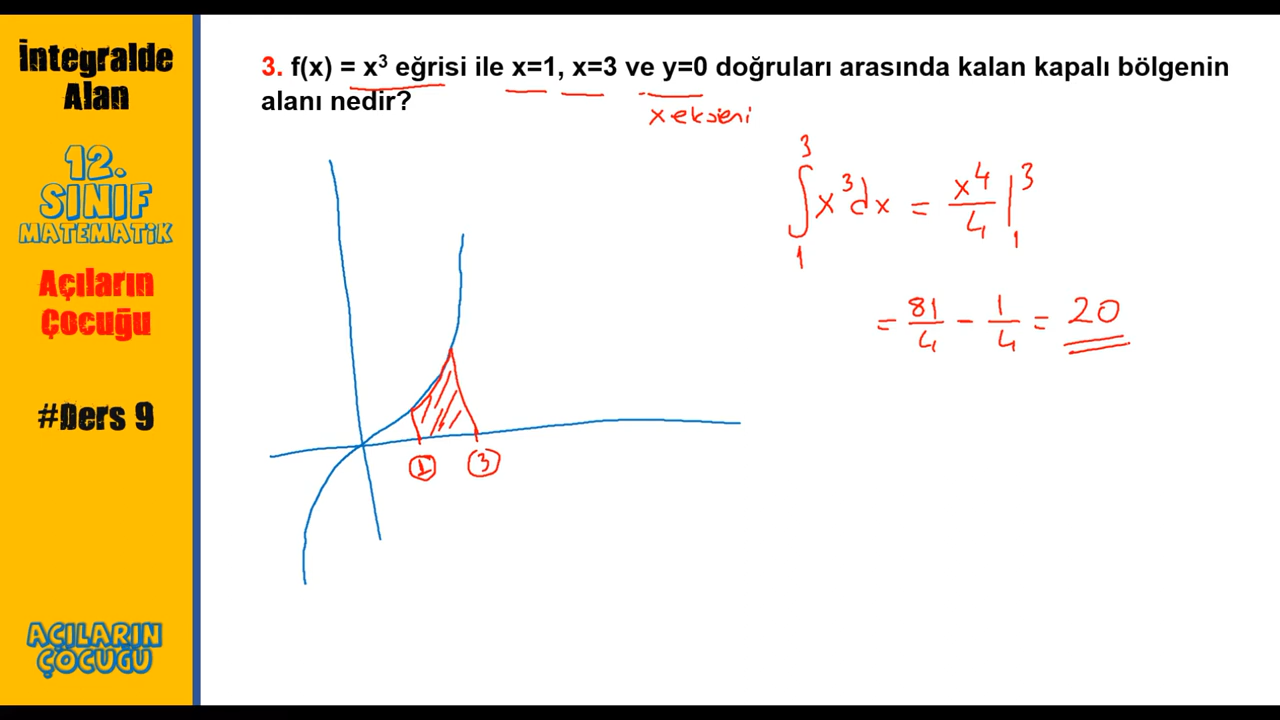 İntegralde
Alan
12.
SINIF
MATEMATİK
Açıların
Çocuğu
#Ders 9
AÇILARIN
ÇOCUĞU
3. f(x) = x³ eğrisi ile x=1, x=3 ve y=0 doğruları arasında kalan kapalı bölgenin
alanı nedir?
x ekseni
∫₁³ x³dx = x⁴/4 |₁³
= 81/4 - 1/4 = 20
1 3